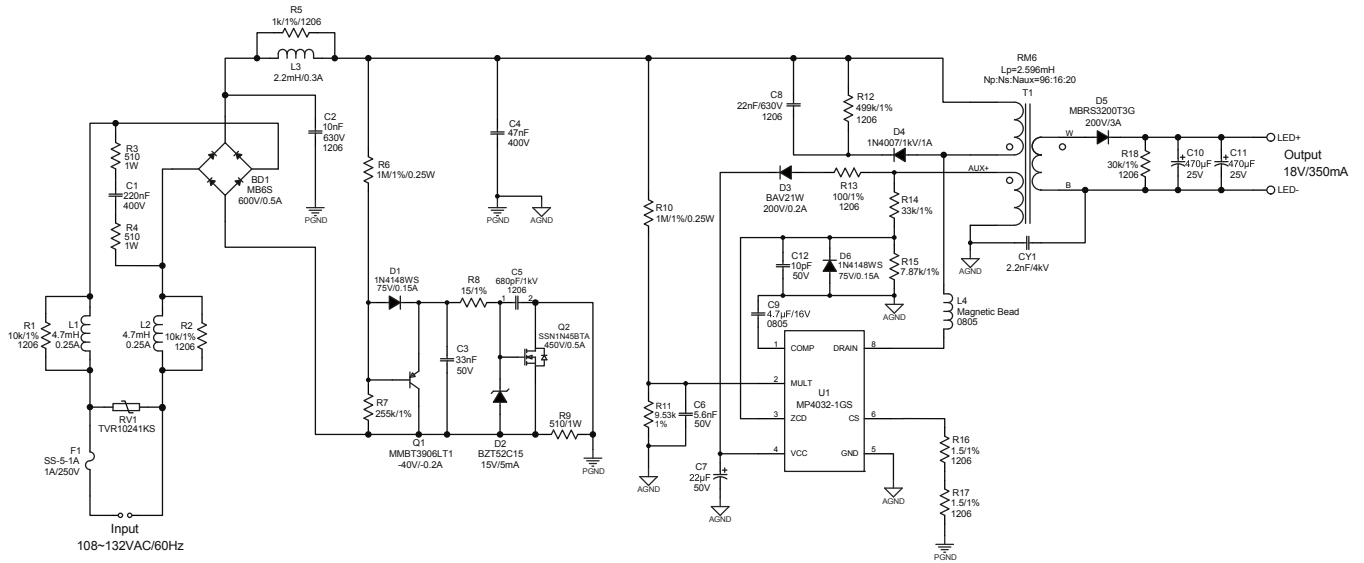 R5
1k/1%/1206
L3
2.2mH/0.3A
R3
510
1W
C1
220nF
400V
R4
510
1W
BD1
MB6S
600V/0.5A
C2
10nF
630V
1206
PGND
R1
10k/1%
1206
L1
4.7mH
0.25A
L2
4.7mH
0.25A
R2
10k/1%
1206
RV1
TVR10241KS
F1
SS-5-1A
1A/250V
Input
108~132VAC/60Hz
R6
1M/1%/0.25W
C4
47nF
400V
PGND
AGND
D1
1N4148WS
75V/0.15A
R8
15/1%
C5
680pF/1kV
1206
1
2
Q2
SSN1N45BTA
450V/0.5A
C3
33nF
50V
R7
255k/1%
Q1
MMBT3906LT1
-40V/-0.2A
D2
BZT52C15
15V/5mA
R9
510/1W
PGND
R10
1M/1%/0.25W
R11
9.53k
1%
C6
5.6nF
50V
AGND
C7
+
22µF
50V
AGND
C8
22nF/630V
1206
R12
499k/1%
1206
D4
1N4007/1kV/1A
D3
BAV21W
200V/0.2A
R13
100/1%
1206
R14
33k/1%
C12
10pF
50V
D6
1N4148WS
75V/0.15A
R15
7.87k/1%
AGND
C9
4.7µF/16V
0805
L4
Magnetic Bead
0805
1
COMP
DRAIN
8
U1
MP4032-1GS
2
MULT
3
ZCD
CS
6
4
VCC
GND
5
AGND
R16
1.5/1%
1206
R17
1.5/1%
1206
PGND
RM6
Lp=2.596mH
Np:Ns:Naux=96:16:20
T1
AUX+
W
B
AGND
CY1
2.2nF/4kV
D5
MBRS3200T3G
200V/3A
R18
30k/1%
1206
C10
+
470µF
25V
C11
+
470µF
25V
LED+
Output
18V/350mA
LED-